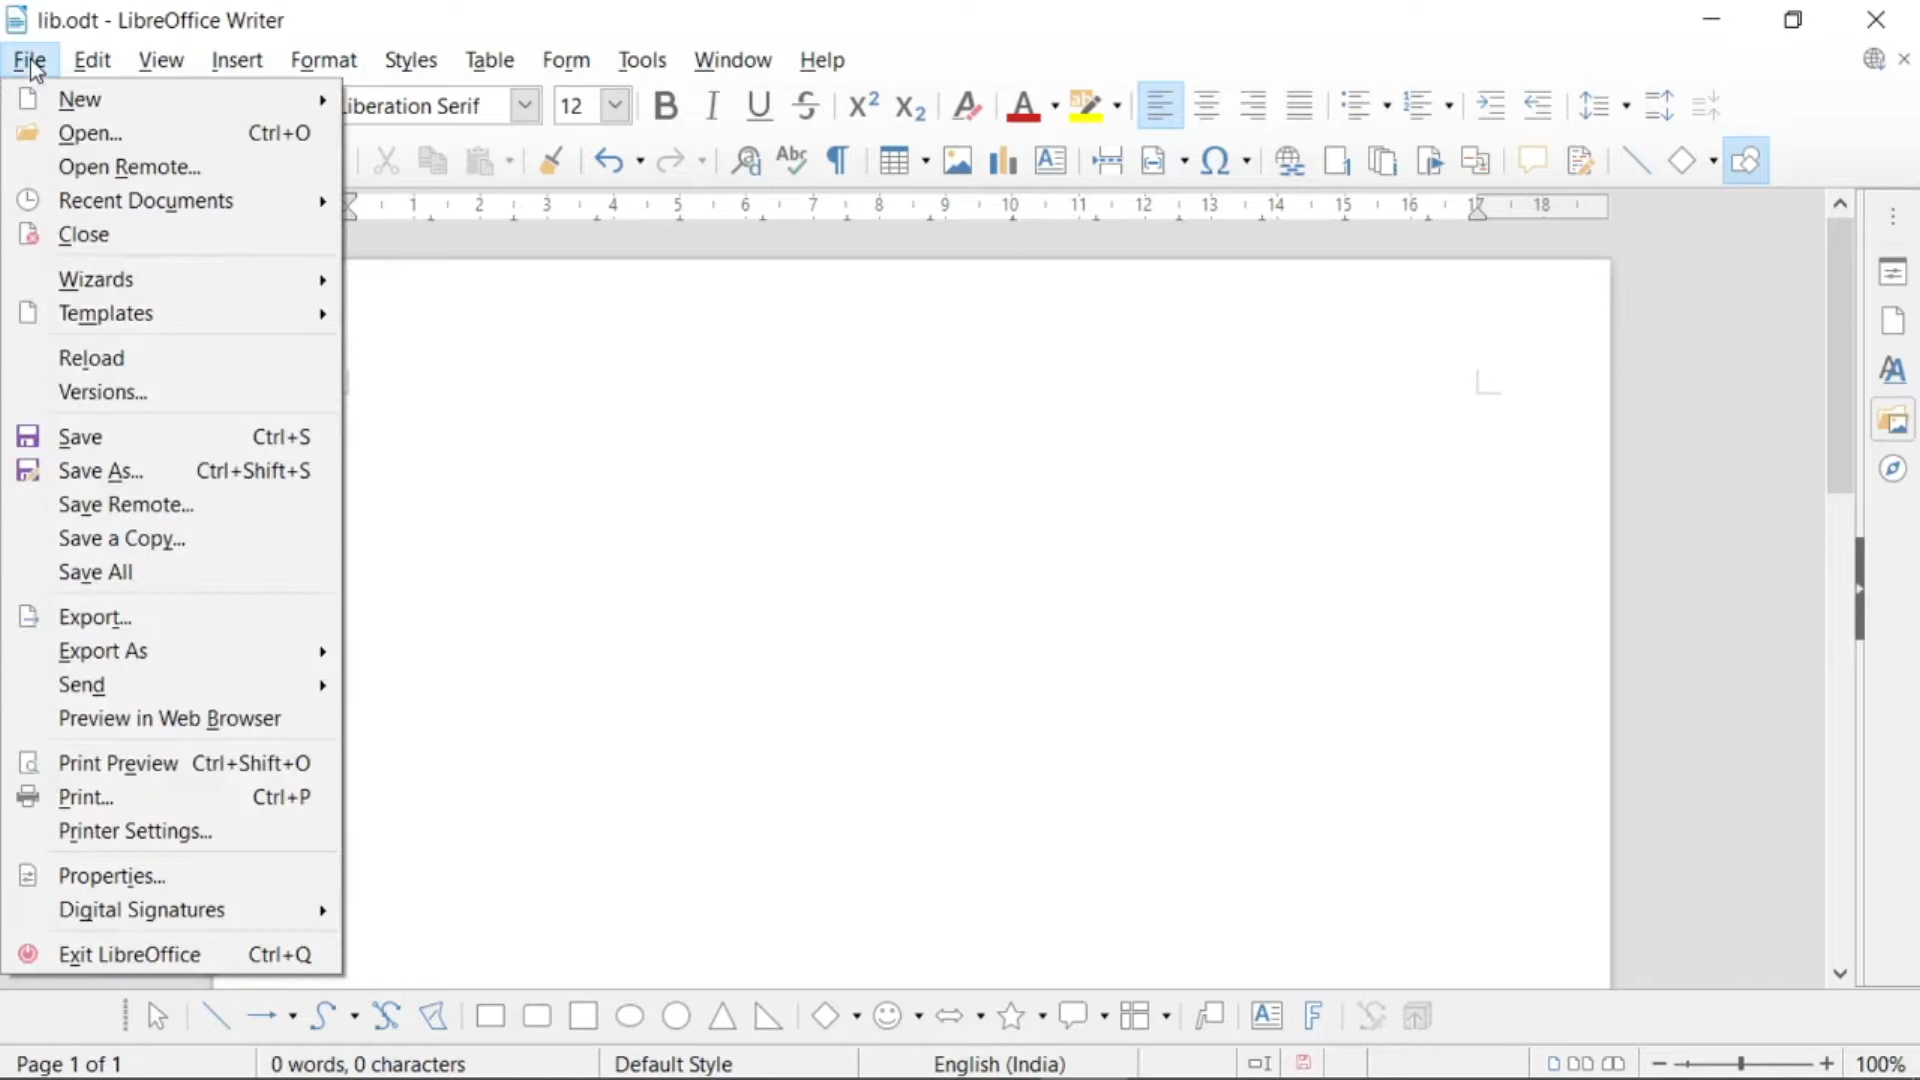 lib.odt - LibreOffice Writer
File Edit View Insert Format Styles Table Form Tools Window Help
Liberation Serif 12
New
Open... Ctrl+O
Open Remote...
Recent Documents
Close
Wizards
Templates
Reload
Versions...
Save Ctrl+S
Save As... Ctrl+Shift+S
Save Remote...
Save a Copy...
Save All
Export...
Export As
Send
Preview in Web Browser
Print Preview Ctrl+Shift+O
Print... Ctrl+P
Printer Settings...
Properties...
Digital Signatures
Exit LibreOffice Ctrl+Q
1 2 3 4 5 6 7 8 9 10 11 12 13 14 15 16 17 18
Page 1 of 1 0 words, 0 characters Default Style English (India) 100%